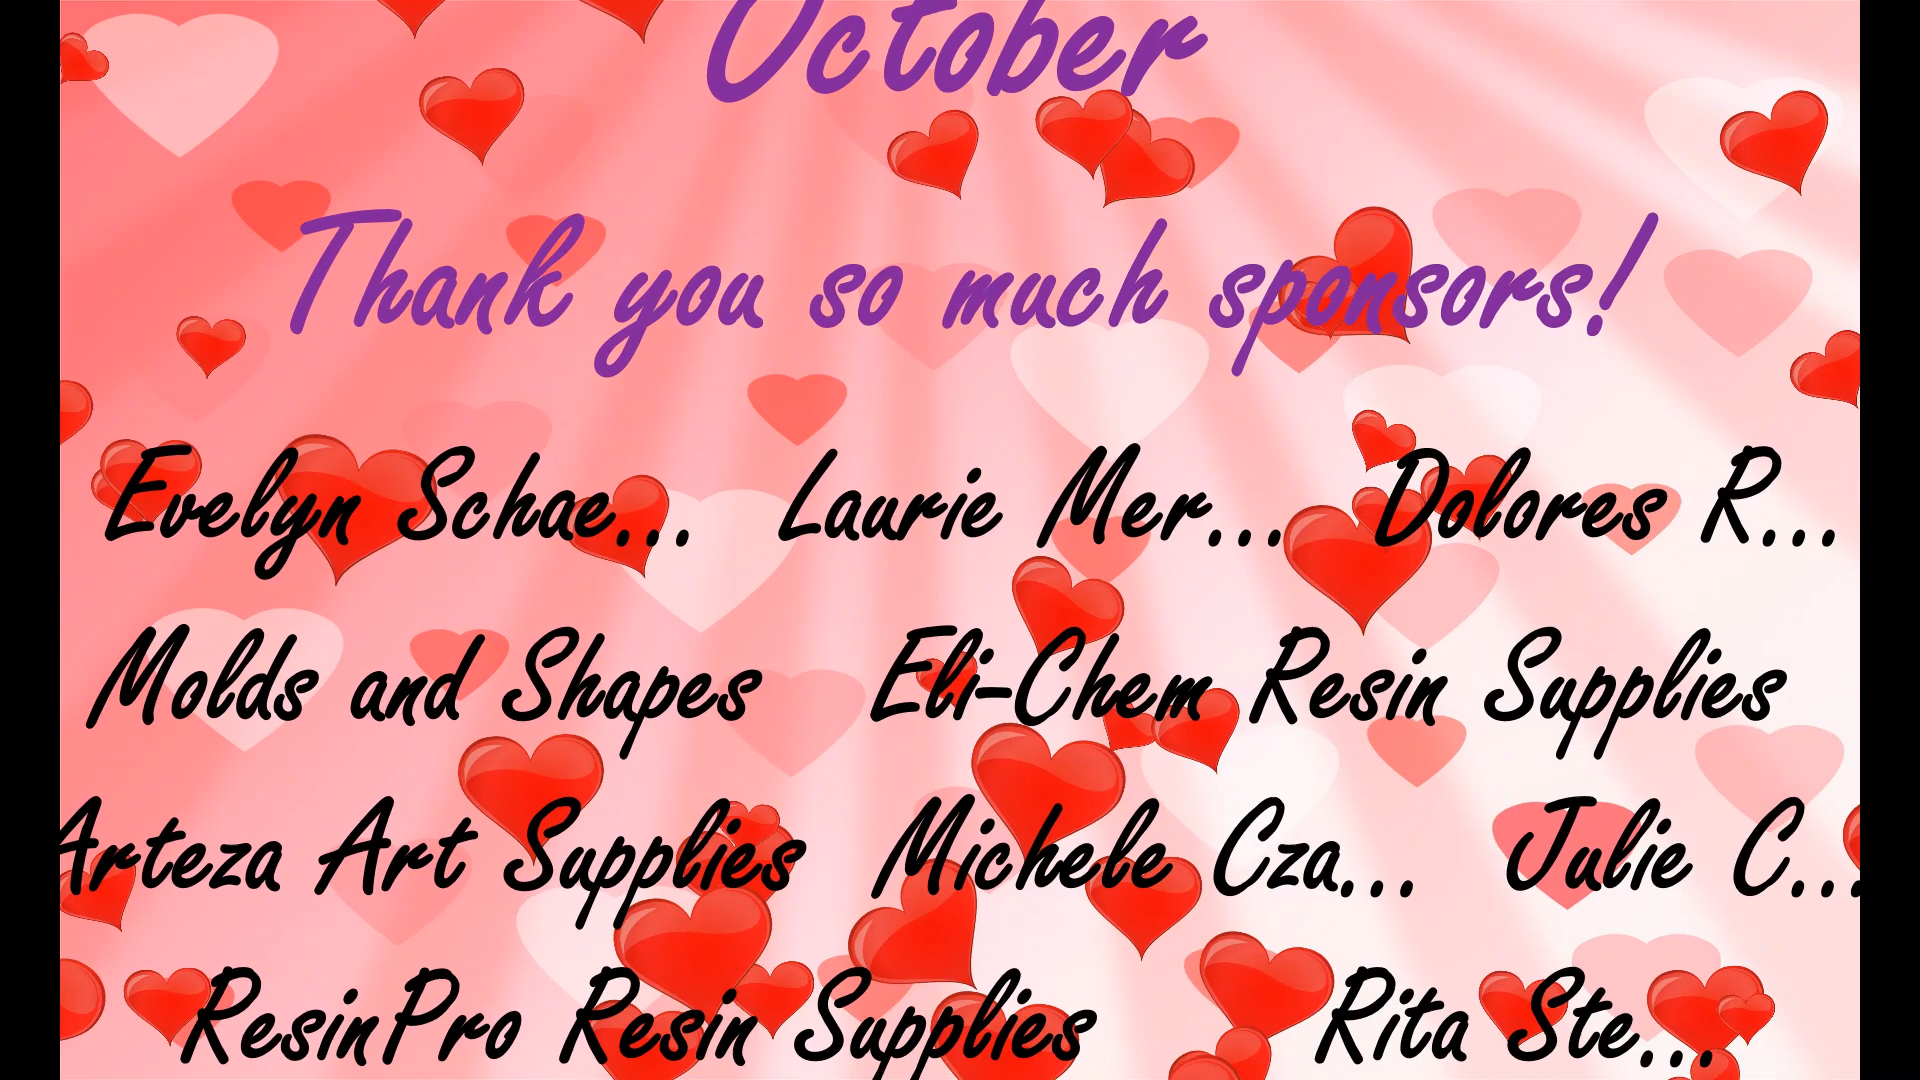 October
Thank you so much sponsors!
Evelyn Schae... Laurie Mer... Dolores R...
Molds and Shapes Eli-Chem Resin Supplies
Arteza Art Supplies Michele Cza... Julie C...
ResinPro Resin Supplies Rita Ste...